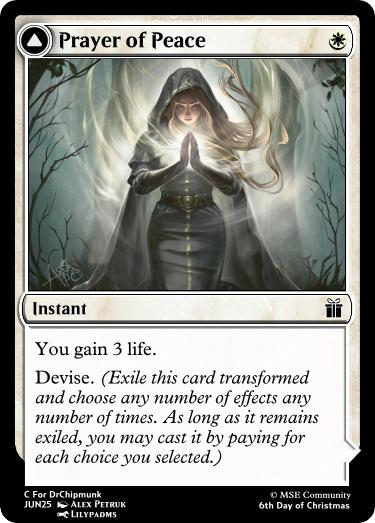 Prayer of Peace
Instant
You gain 3 life.
Devise. (Exile this card transformed
and choose any number of effects any
number of times. As long as it remains
exiled, you may cast it by paying for
each choice you selected.)
C For DrChipmunk
© MSE Community
JUN25 Alex Petruk
6th Day of Christmas
Lilypadms